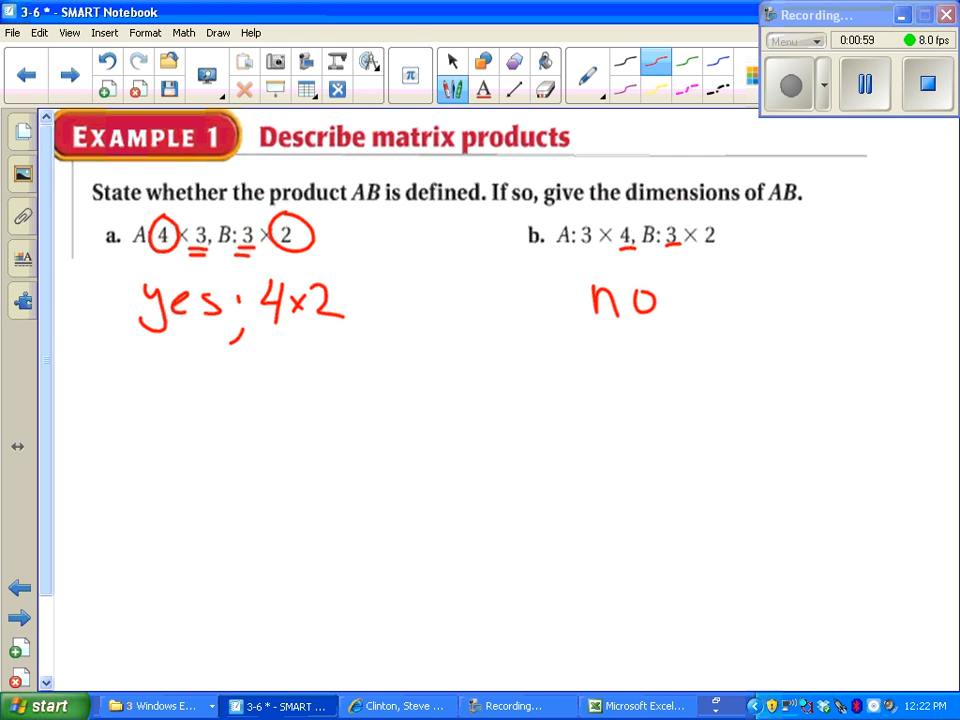 3-6 * - SMART Notebook
Recording...
File Edit View Insert Format Math Draw Help
Menu
0:00:59
8.0 fps
π
A
EXAMPLE 1 Describe matrix products
State whether the product AB is defined. If so, give the dimensions of AB.
a. A: 4 × 3, B: 3 × 2
b. A: 3 × 4, B: 3 × 2
yes; 4x2
no
start
3 Windows E...
3-6 * - SMART ...
Clinton, Steve ...
Recording...
Microsoft Excel...
12:22 PM